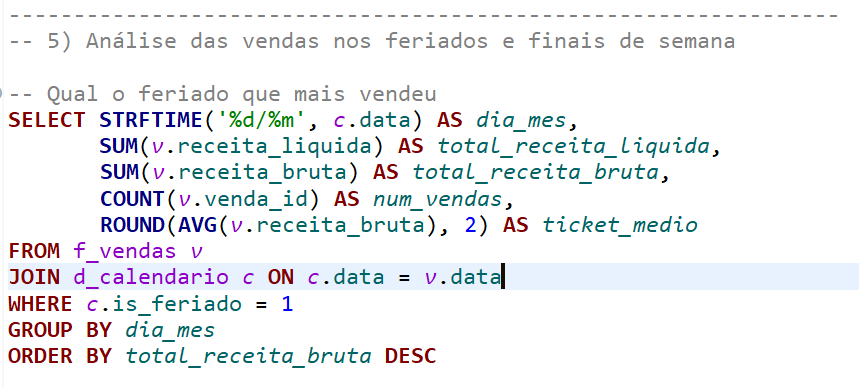 -----------------------------------------------------------------
-- 5) Análise das vendas nos feriados e finais de semana
-- Qual o feriado que mais vendeu
SELECT STRFTIME('%d/%m', c.data) AS dia_mes,
       SUM(v.receita_liquida) AS total_receita_liquida,
       SUM(v.receita_bruta) AS total_receita_bruta,
       COUNT(v.venda_id) AS num_vendas,
       ROUND(AVG(v.receita_bruta), 2) AS ticket_medio
FROM f_vendas v
JOIN d_calendario c ON c.data = v.data
WHERE c.is_feriado = 1
GROUP BY dia_mes
ORDER BY total_receita_bruta DESC